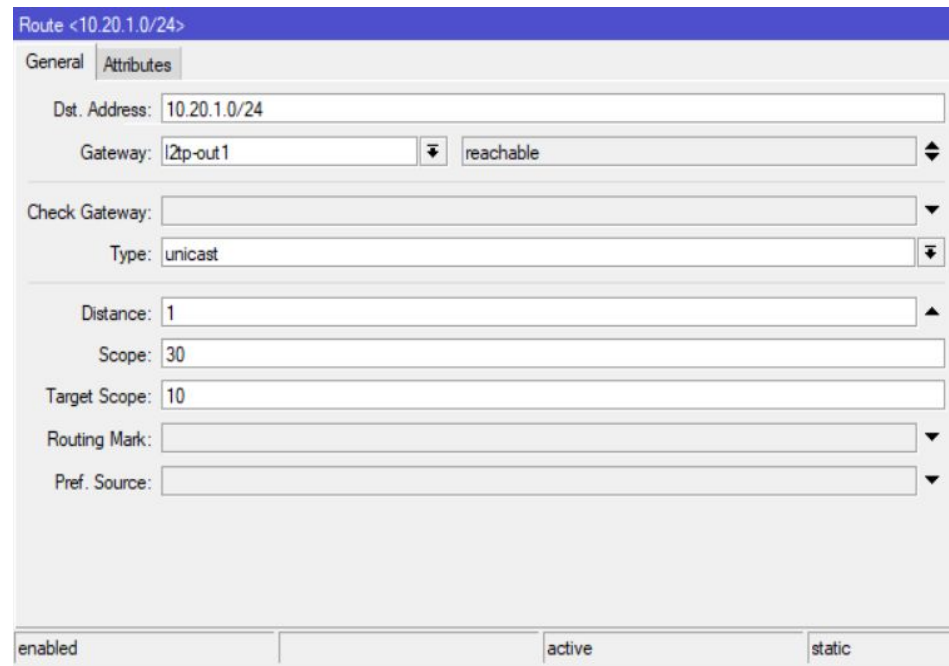 Route <10.20.1.0/24>
General Attributes
Dst. Address: 10.20.1.0/24
Gateway: l2tp-out1 reachable
Check Gateway:
Type: unicast
Distance: 1
Scope: 30
Target Scope: 10
Routing Mark:
Pref. Source:
enabled active static